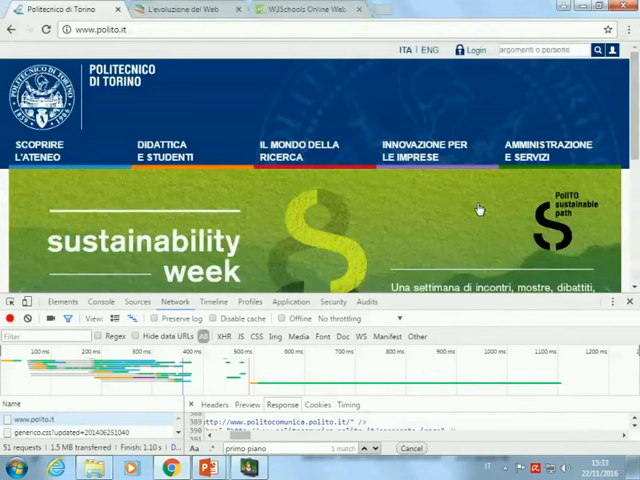 Politecnico di Torino
L'evoluzione del Web
W3Schools Online Web
www.polito.it
ITA | ENG
Login
argomenti o persone
POLITECNICO
DI TORINO
SCOPRIRE
L'ATENEO
DIDATTICA
E STUDENTI
IL MONDO DELLA
RICERCA
INNOVAZIONE PER
LE IMPRESE
AMMINISTRAZIONE
E SERVIZI
PoliTO
sustainable
path
sustainability
week
Una settimana di incontri, mostre, dibattiti,
Elements Console Sources Network Timeline Profiles Application Security Audits
View: Preserve log Disable cache Offline No throttling
Filter Regex Hide data URLs All XHR JS CSS Img Media Font Doc WS Manifest Other
100 ms 200 ms 300 ms 400 ms 500 ms 600 ms 700 ms 800 ms 900 ms 1000 ms 1100 ms 1200 ms
Name
Headers Preview Response Cookies Timing
www.polito.it
generico.css?updated=201406251040
389
390
http://www.politocomunica.polito.it/" />
51 requests | 1.5 MB transferred | Finish: 1.10 s | D...
Aa .* primo piano 1 match Cancel
IT
15:33
22/11/2016